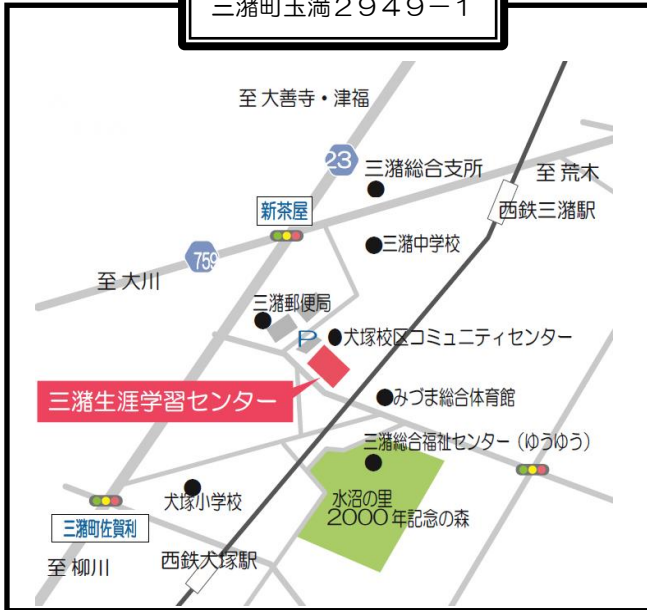 三潴町玉満2949－1
至 大善寺・津福
23
三潴総合支所
至 荒木
新茶屋
西鉄三潴駅
三潴中学校
759
至 大川
三潴郵便局
P
犬塚校区コミュニティセンター
三潴生涯学習センター
みづま総合体育館
三潴総合福祉センター（ゆうゆう）
犬塚小学校
水沼の里
2000年記念の森
三潴町佐賀利
西鉄犬塚駅
至 柳川